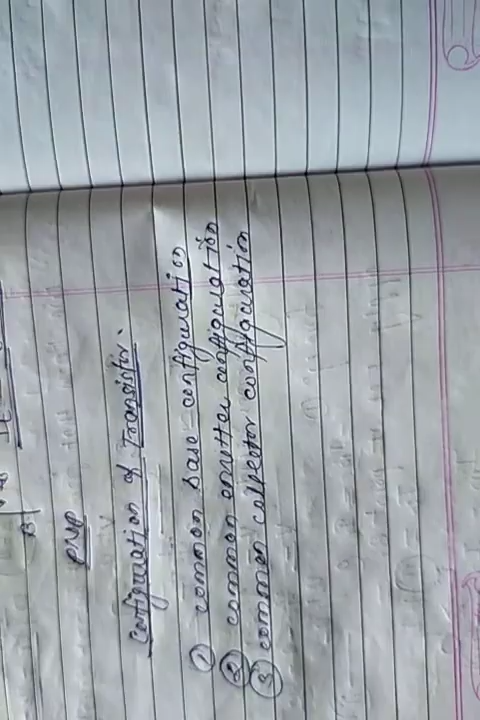 PNP
Configuration of Transistor.
① common base-configuration
② common emitter configuration
③ common collector configuration